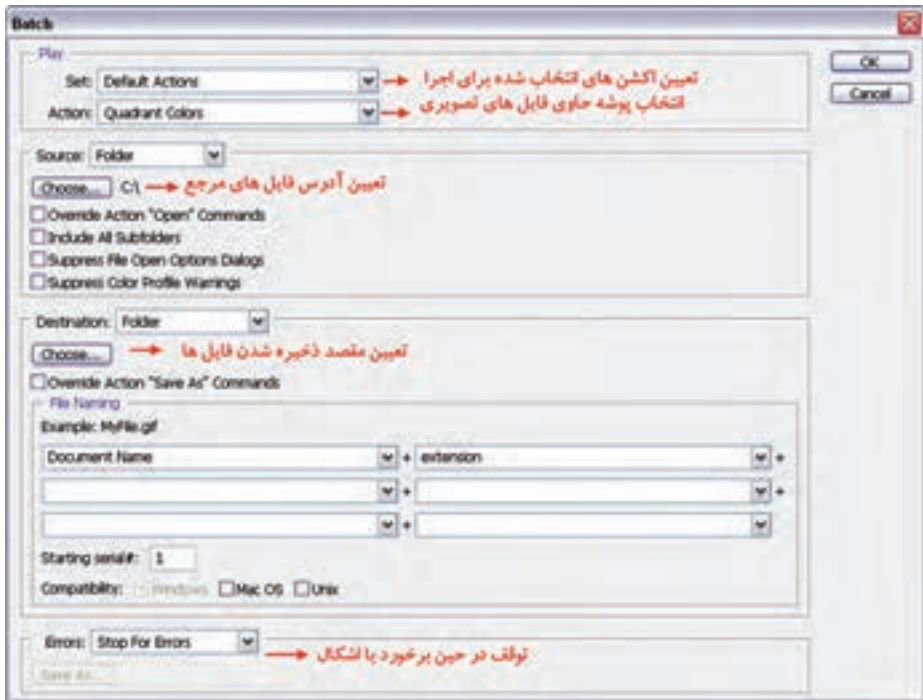 Batch
Play
Set: Default Actions
تعیین اکشن های انتخاب شده برای اجرا
OK
Action: Quadrant Colors
انتخاب پوشه حاوی فایل های تصویری
Cancel
Source: Folder
Choose... C:\
تعیین آدرس فایل های مرجع
Override Action "Open" Commands
Include All Subfolders
Suppress File Open Options Dialogs
Suppress Color Profile Warnings
Destination: Folder
Choose...
تعیین مقصد ذخیره شدن فایل ها
Override Action "Save As" Commands
File Naming
Example: MyFile.gif
Document Name + extension +
+ +
+
Starting serial#: 1
Compatibility: Windows Mac OS Unix
Errors: Stop For Errors
توقف در حین برخورد با اشکال
Save As...